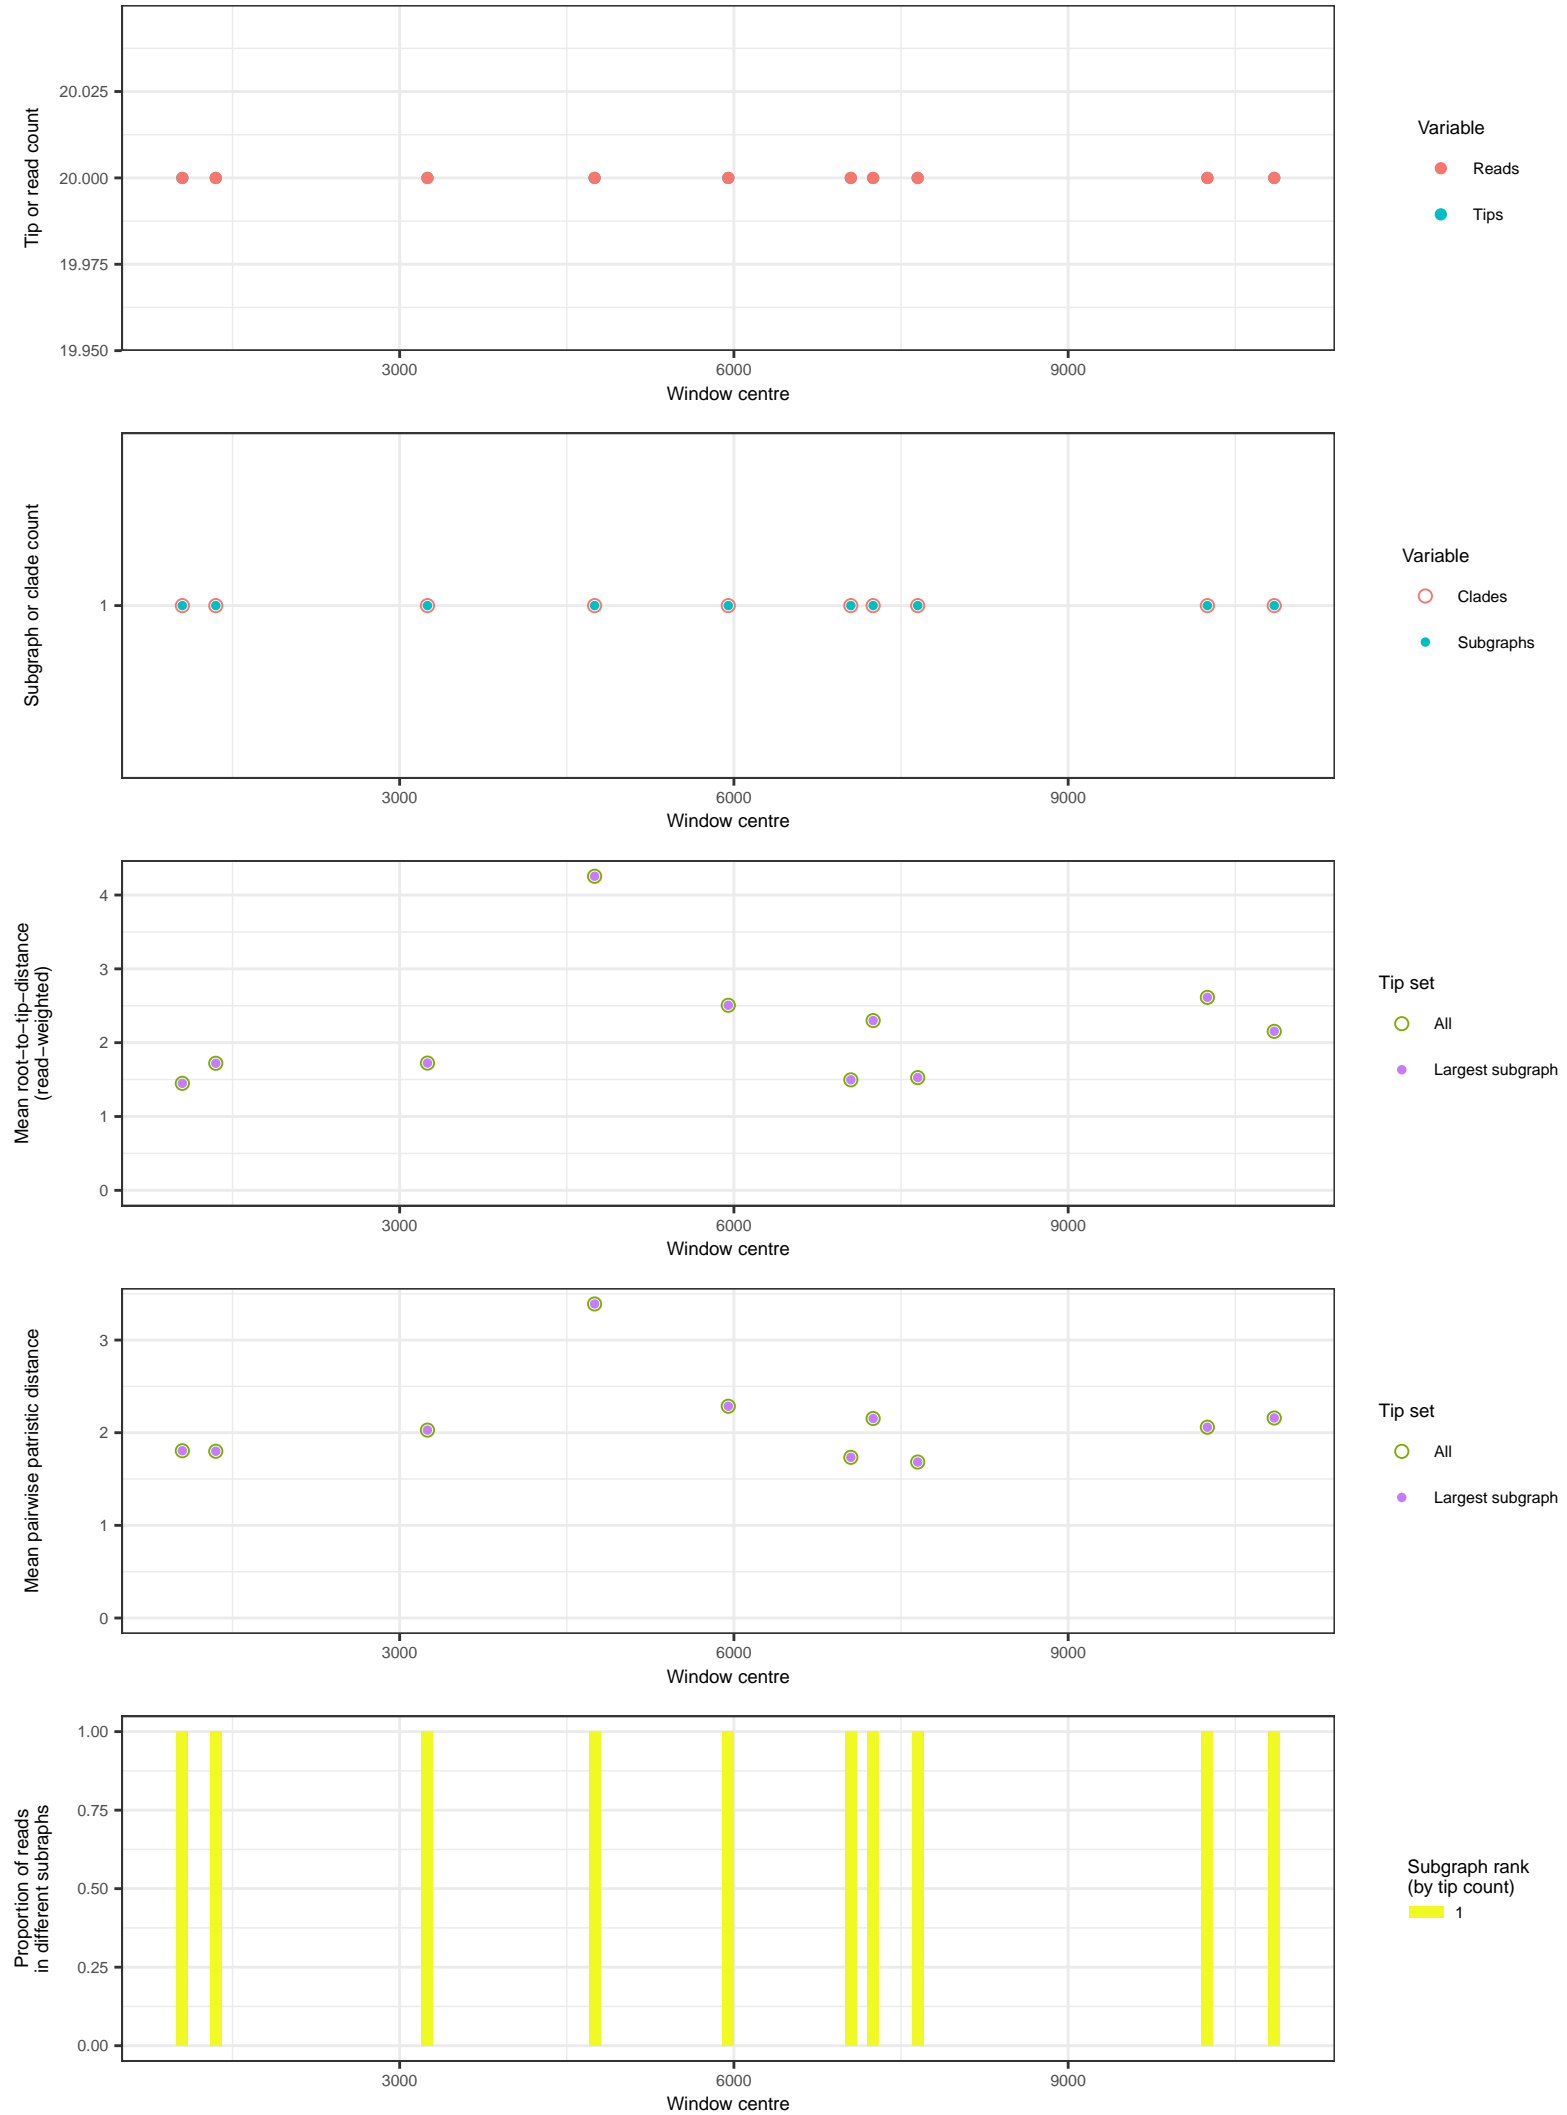 Tip or read count
20.025
20.000
19.975
19.950
3000
6000
9000
Window centre
Variable
Reads
Tips
Subgraph or clade count
1
3000
6000
9000
Window centre
Variable
Clades
Subgraphs
Mean root−to−tip−distance
(read−weighted)
4
3
2
1
0
3000
6000
9000
Window centre
Tip set
All
Largest subgraph
Mean pairwise patristic distance
3
2
1
0
3000
6000
9000
Window centre
Tip set
All
Largest subgraph
Proportion of reads
in different subraphs
1.00
0.75
0.50
0.25
0.00
3000
6000
9000
Window centre
Subgraph rank
(by tip count)
1